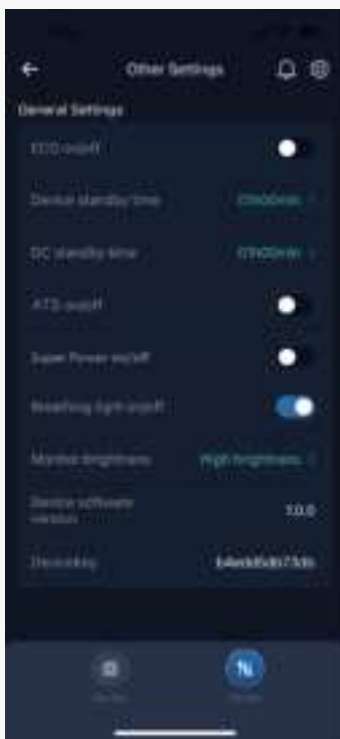 Other Settings
General Settings
ECO on/off
Device standby time
DC standby time
ATS on/off
Super Power on/off
Breathing light on/off
Monitor brightness High brightness
Device software
version
1.0.0